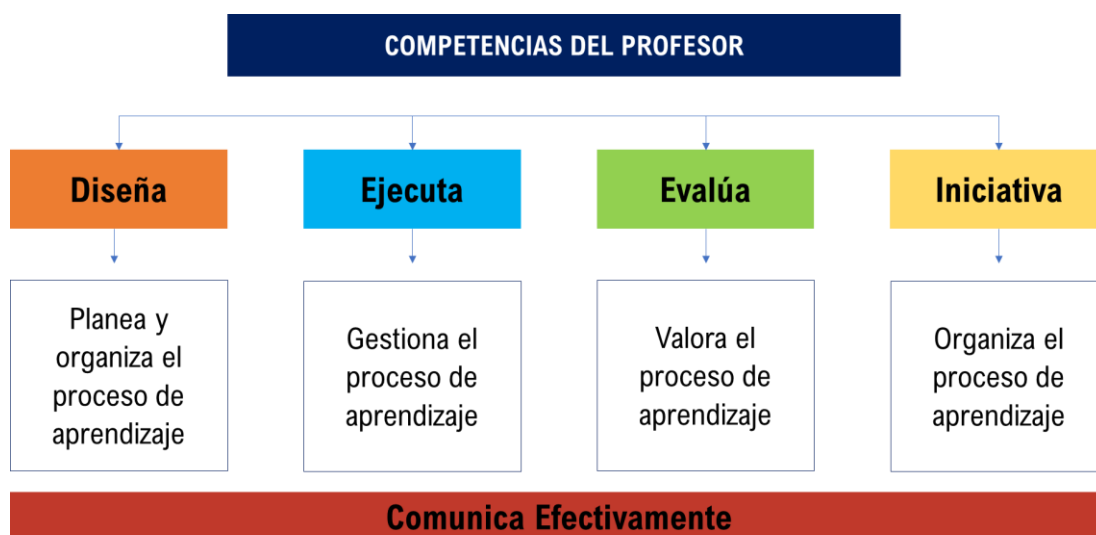 COMPETENCIAS DEL PROFESOR
Diseña
Ejecuta
Evalúa
Iniciativa
Planea y
organiza el
proceso de
aprendizaje
Gestiona el
proceso de
aprendizaje
Valora el
proceso de
aprendizaje
Organiza el
proceso de
aprendizaje
Comunica Efectivamente